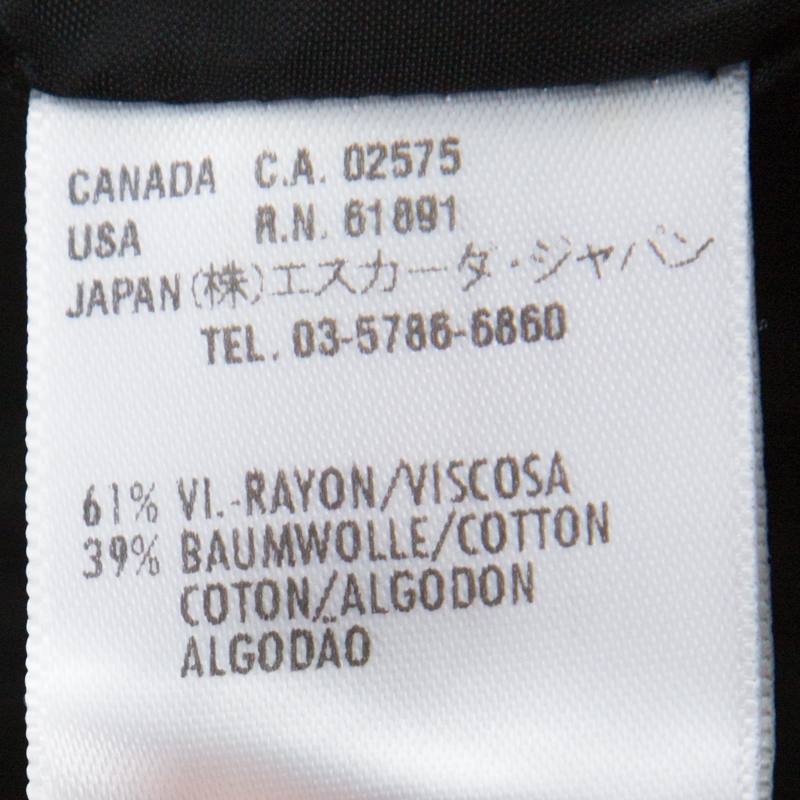 CANADA C.A. 02575
USA R.N. 61891
JAPAN (株)エスカーダ・ジャパン
TEL. 03-5786-6860
61% VI.-RAYON/VISCOSA
39% BAUMWOLLE/COTTON
COTON/ALGODON
ALGODÄO